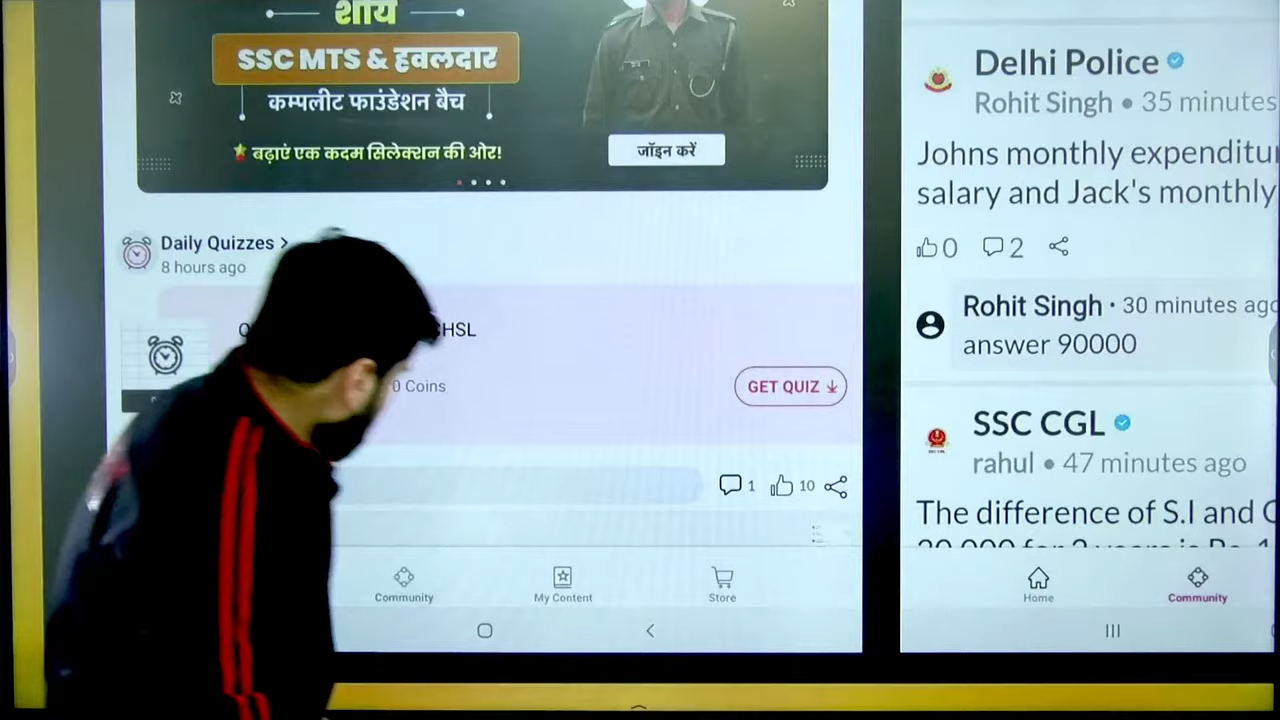 शौर्य
SSC MTS & हवलदार
कम्पलीट फाउंडेशन बैच
बढ़ाएं एक कदम सिलेक्शन की ओर!
जॉइन करें
Daily Quizzes >
8 hours ago
CHSL
0 Coins
GET QUIZ
1
10
Community
My Content
Store
Delhi Police
Rohit Singh • 35 minutes
Johns monthly expenditu
salary and Jack's monthly
0
2
Rohit Singh · 30 minutes ago
answer 90000
SSC CGL
rahul • 47 minutes ago
The difference of S.I and C
Home
Community